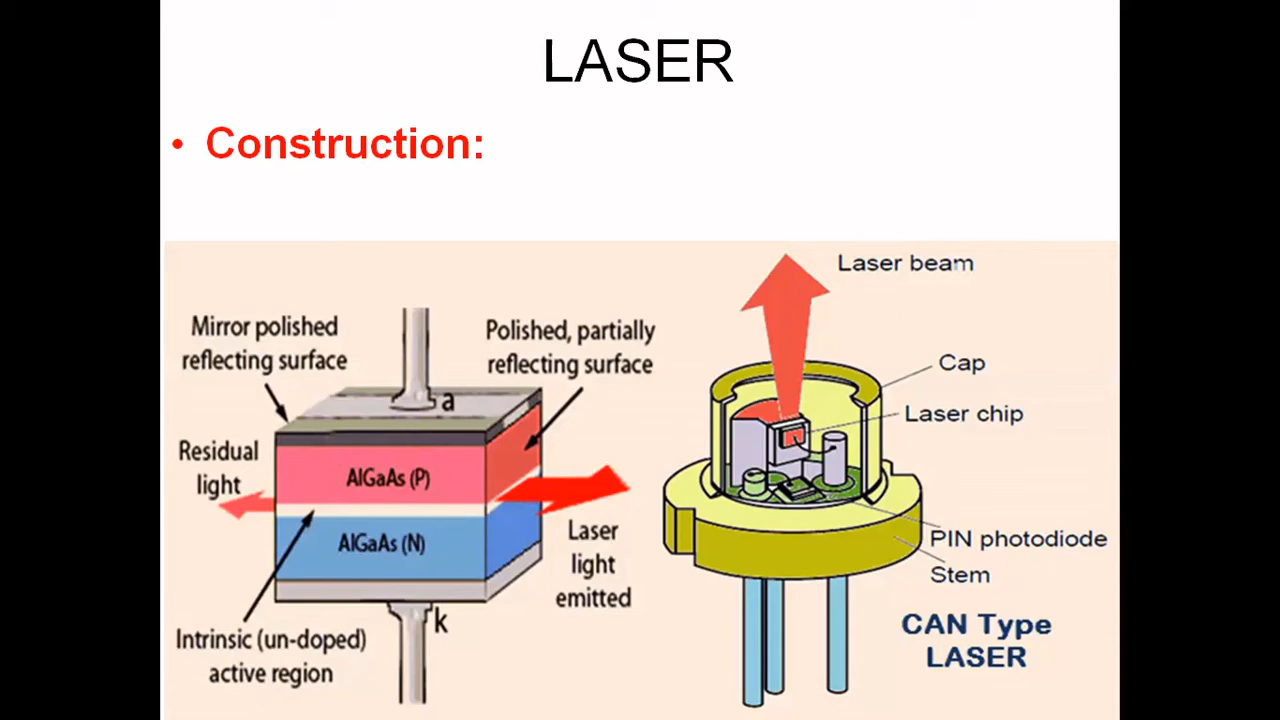 LASER
• Construction:
Mirror polished
reflecting surface
Polished, partially
reflecting surface
a
Residual
light
AlGaAs (P)
AlGaAs (N)
Laser
light
emitted
k
Intrinsic (un-doped)
active region
Laser beam
Cap
Laser chip
PIN photodiode
Stem
CAN Type
LASER